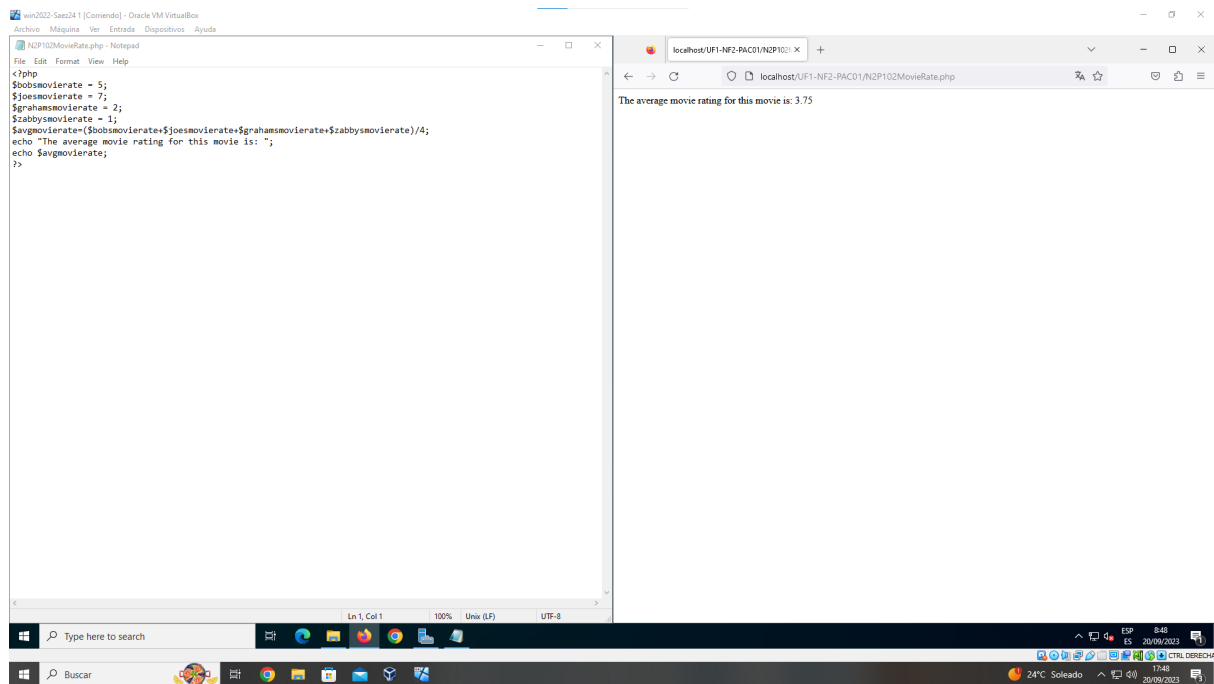 win2022-Saez24 1 [Corriendo] - Oracle VM VirtualBox
Archivo Máquina Ver Entrada Dispositivos Ayuda
N2P102MovieRate.php - Notepad
File Edit Format View Help
<?php
$bobsmovierate = 5;
$joesmovierate = 7;
$grahamsmovierate = 2;
$zabbysmovierate = 1;
$avgmovierate=($bobsmovierate+$joesmovierate+$grahamsmovierate+$zabbysmovierate)/4;
echo "The average movie rating for this movie is: ";
echo $avgmovierate;
?>
Ln 1, Col 1 100% Unix (LF) UTF-8
localhost/UF1-NF2-PAC01/N2P102
localhost/UF1-NF2-PAC01/N2P102MovieRate.php
The average movie rating for this movie is: 3.75
Type here to search
ESP
ES
8:48
20/09/2023
CTRL DERECHA
Buscar
24°C Soleado
17:48
20/09/2023